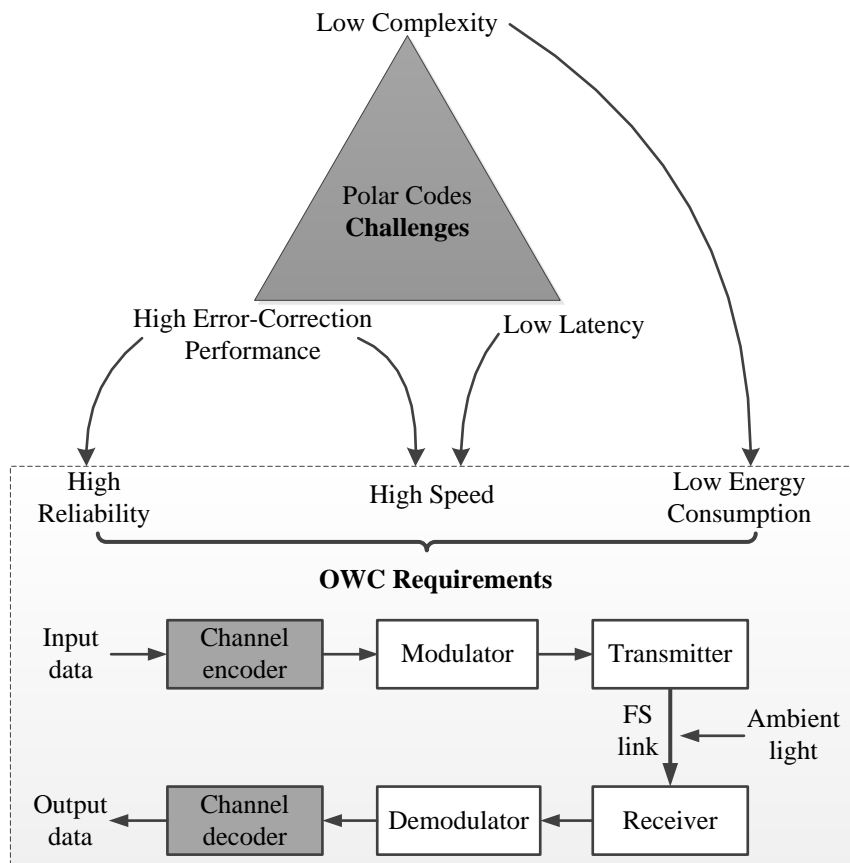 Low Complexity
Polar Codes
Challenges
High Error-Correction
Performance
Low Latency
High
Reliability
High Speed
Low Energy
Consumption
OWC Requirements
Input
data
Channel
encoder
Modulator
Transmitter
FS
link
Ambient
light
Output
data
Channel
decoder
Demodulator
Receiver